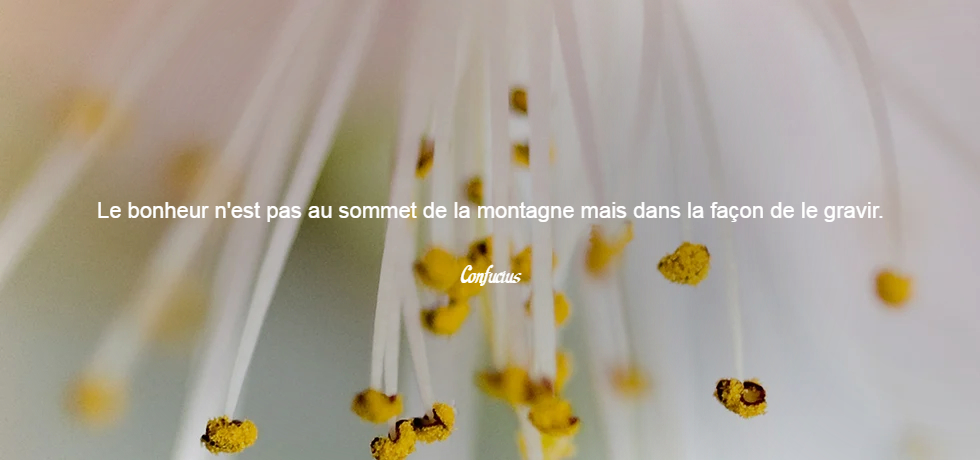 Le bonheur n'est pas au sommet de la montagne mais dans la façon de le gravir.
Confucius